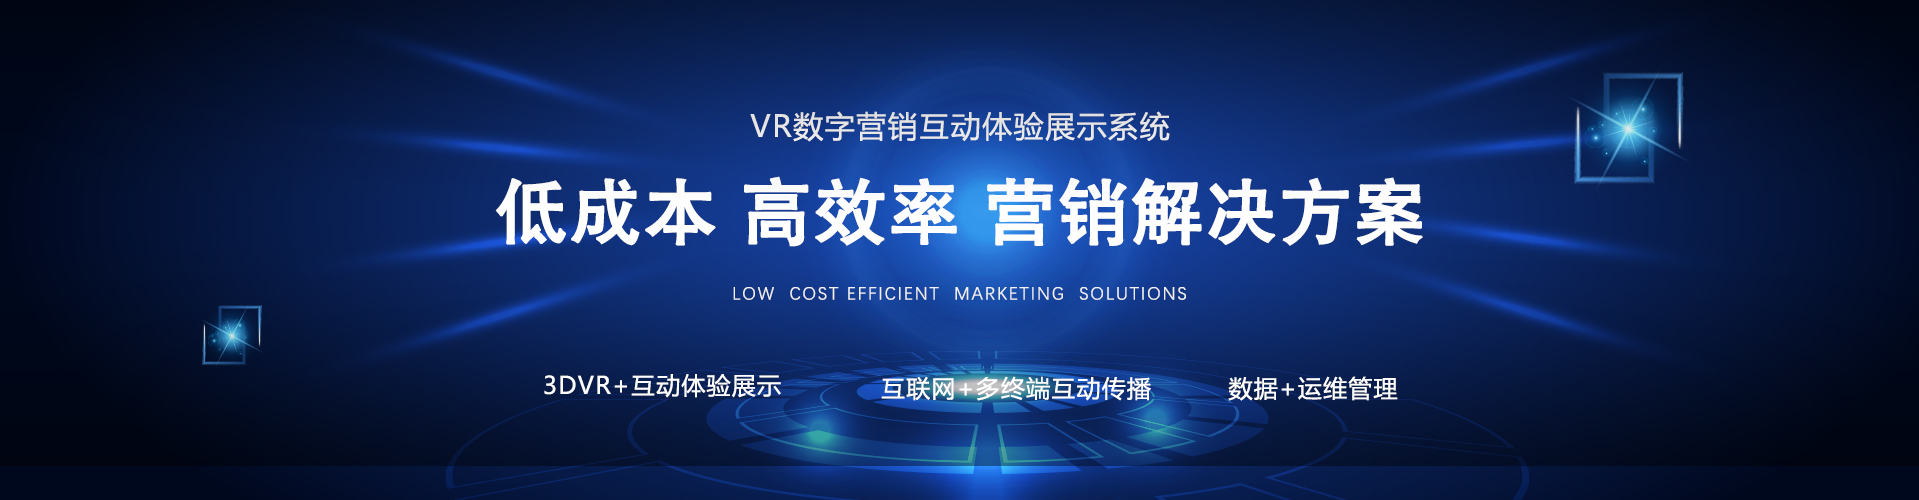 VR数字营销互动体验展示系统
低成本 高效率 营销解决方案
LOW COST EFFICIENT MARKETING SOLUTIONS
3DVR+互动体验展示 互联网+多终端互动传播 数据+运维管理